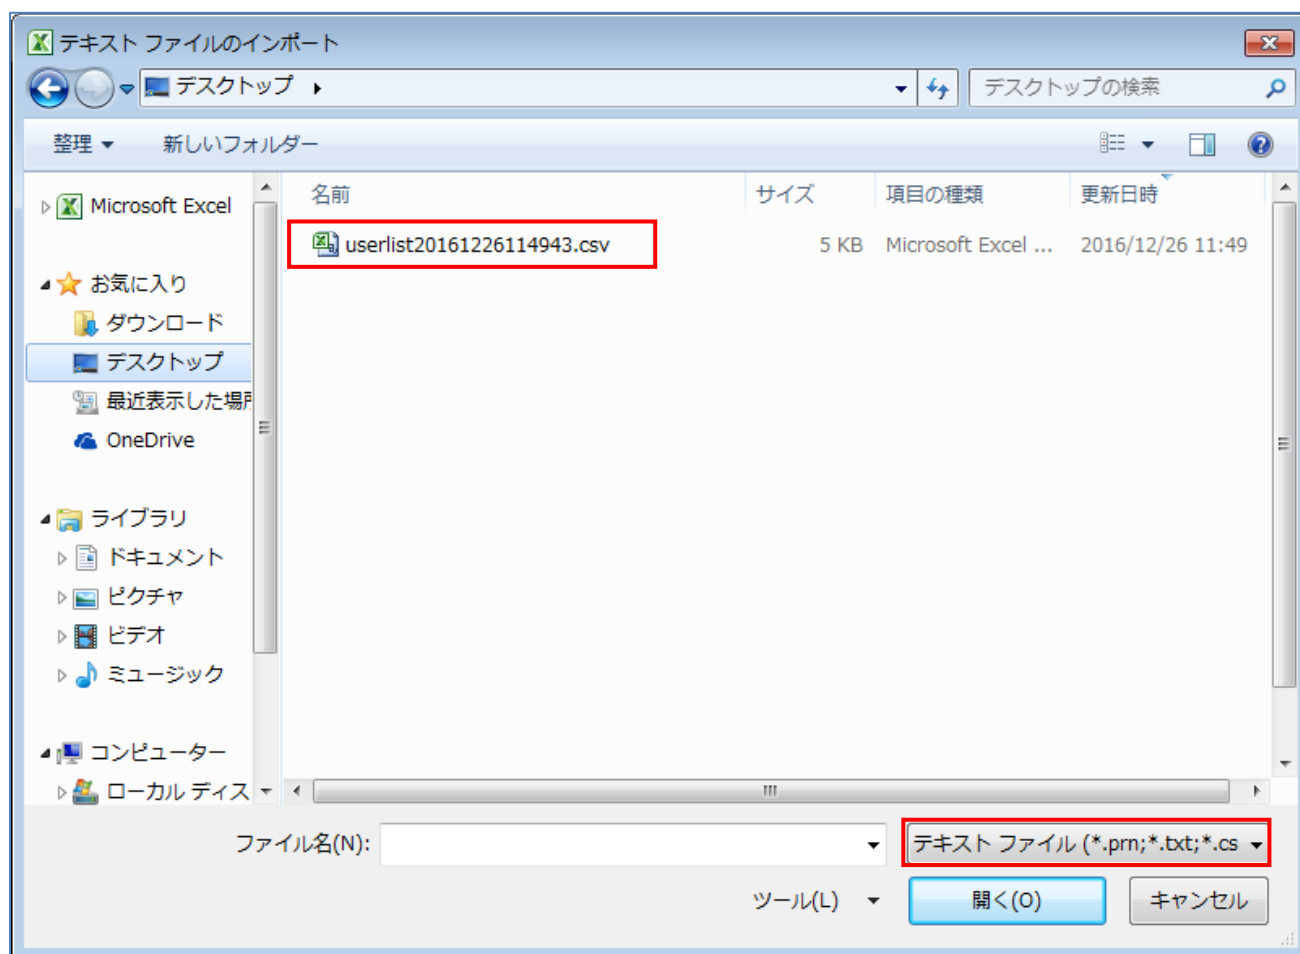 テキスト ファイルのインポート
デスクトップ
デスクトップの検索
整理
新しいフォルダー
Microsoft Excel
お気に入り
ダウンロード
デスクトップ
最近表示した場所
OneDrive
ライブラリ
ドキュメント
ピクチャ
ビデオ
ミュージック
コンピューター
ローカル ディス
名前 サイズ 項目の種類 更新日時
userlist20161226114943.csv 5 KB Microsoft Excel ... 2016/12/26 11:49
ファイル名(N):
テキスト ファイル (*.prn;*.txt;*.cs
ツール(L)
開く(O)
キャンセル